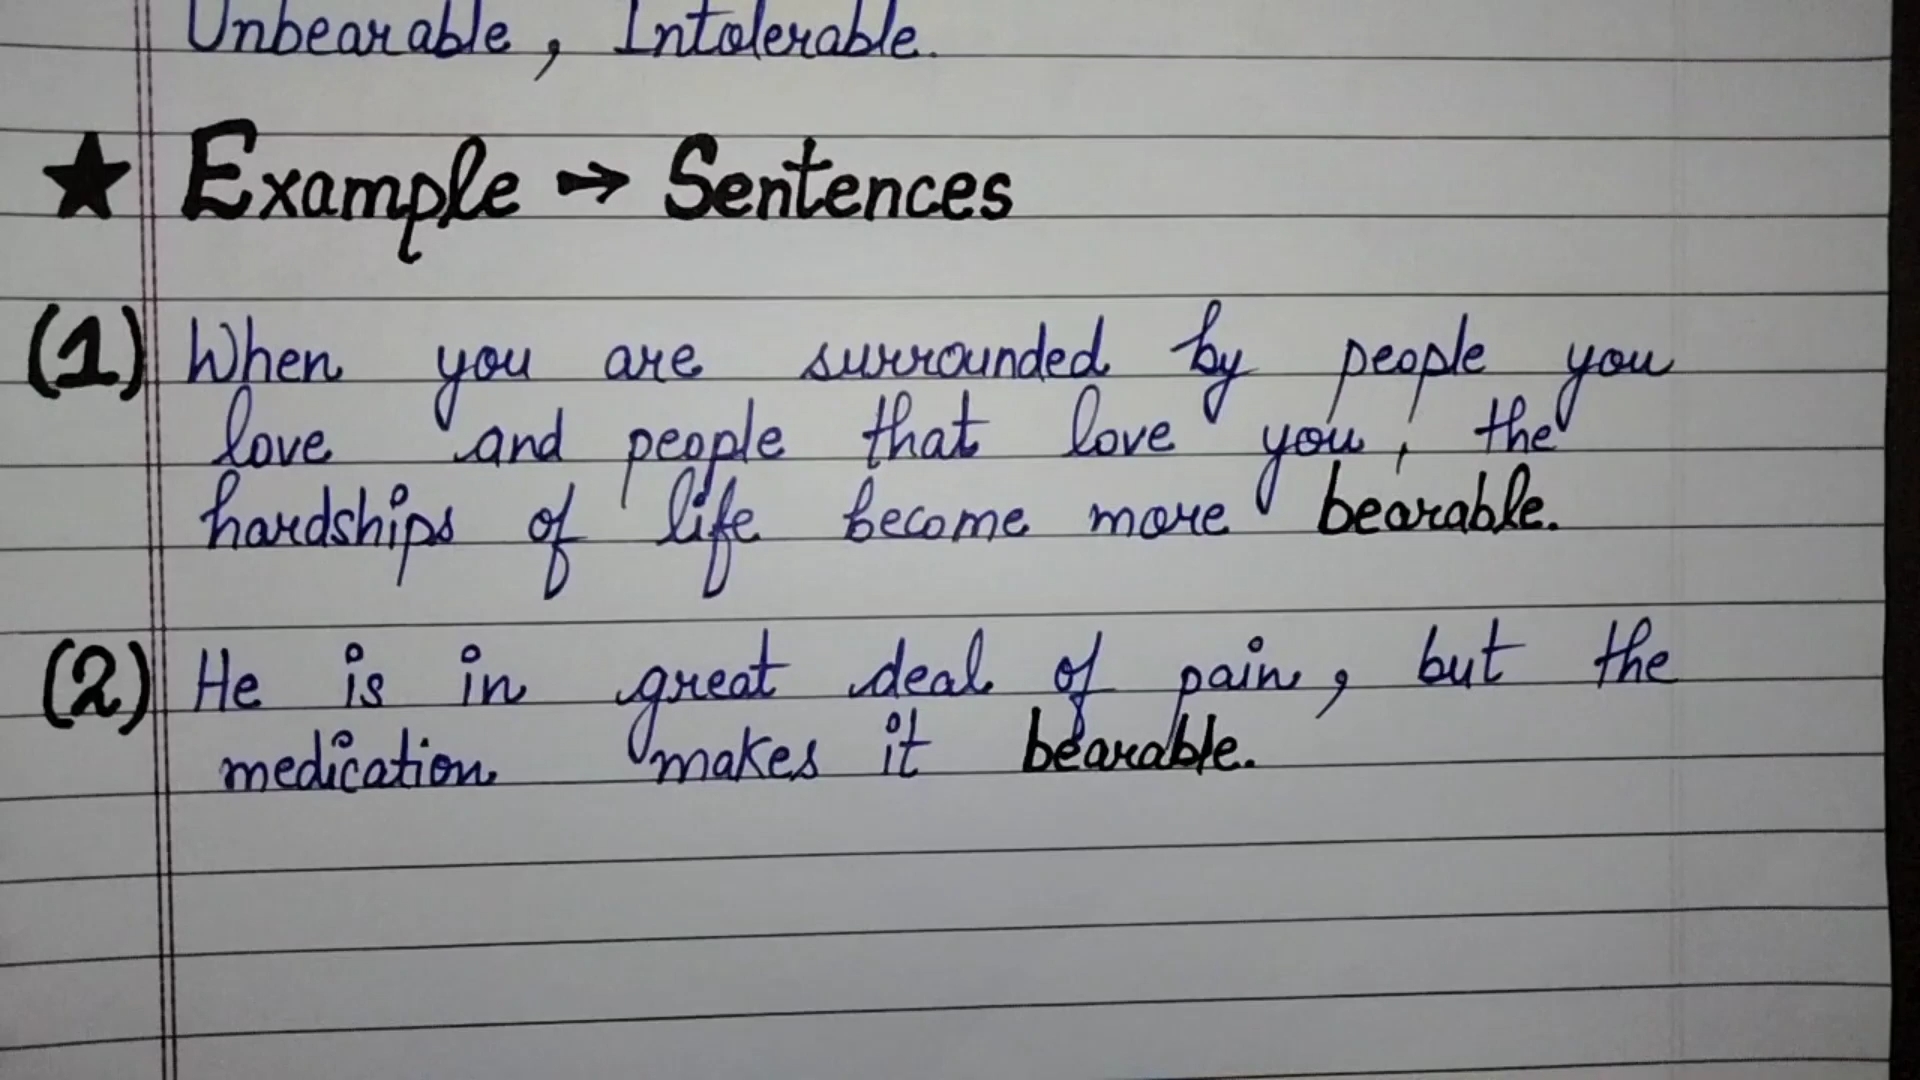 Unbearable, Intolerable.
★ Example → Sentences
(1) When you are surrounded by people you
love and people that love you, the
hardships of life become more bearable.
(2) He is in great deal of pain, but the
medication makes it bearable.